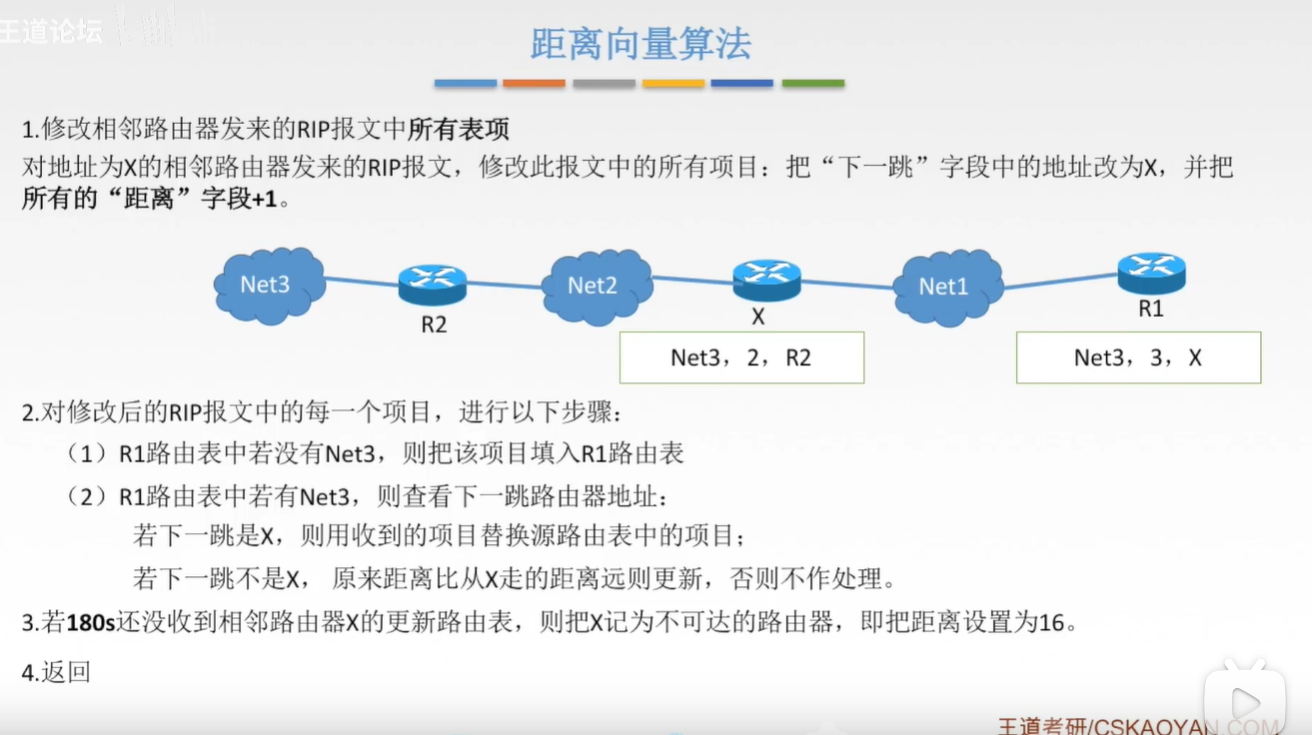 王道论坛
距离向量算法
1.修改相邻路由器发来的RIP报文中所有表项
对地址为X的相邻路由器发来的RIP报文，修改此报文中的所有项目：把“下一跳”字段中的地址改为X，并把
所有的“距离”字段+1。
Net3
Net2
Net1
R2
X
R1
Net3，2，R2
Net3，3，X
2.对修改后的RIP报文中的每一个项目，进行以下步骤：
（1）R1路由表中若没有Net3，则把该项目填入R1路由表
（2）R1路由表中若有Net3，则查看下一跳路由器地址：
若下一跳是X，则用收到的项目替换源路由表中的项目；
若下一跳不是X， 原来距离比从X走的距离远则更新，否则不作处理。
3.若180s还没收到相邻路由器X的更新路由表，则把X记为不可达的路由器，即把距离设置为16。
4.返回
王道考研/CSKAOYAN.COM